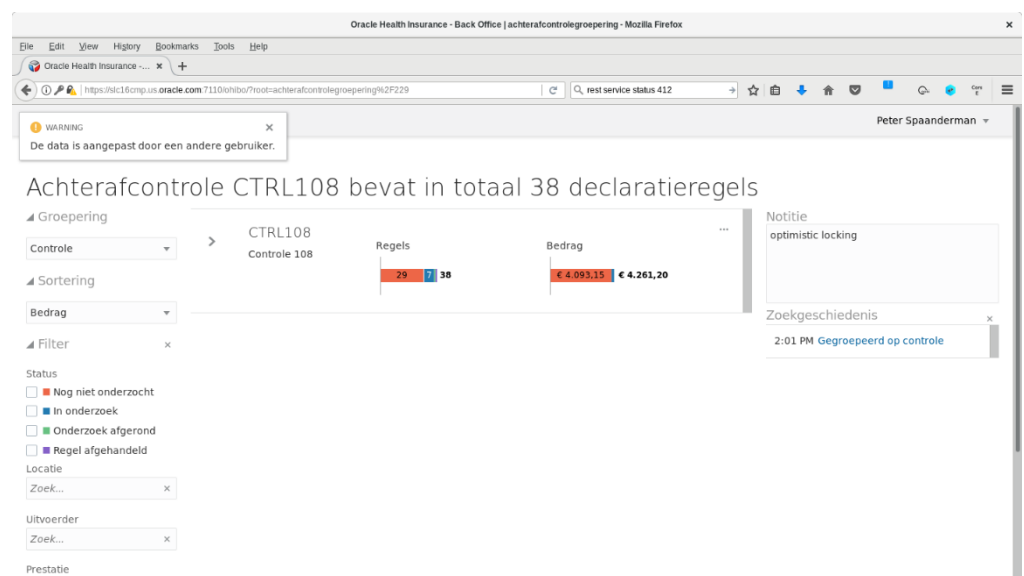 Oracle Health Insurance - Back Office | achterafcontrolegroepering - Mozilla Firefox
File Edit View History Bookmarks Tools Help
Oracle Health Insurance -...
https://slc16cmp.us.oracle.com:7110/ohibo/?root=achterafcontrolegroepering%2F229
rest service status 412
Peter Spaanderman
WARNING
De data is aangepast door een andere gebruiker.
Achterafcontrole CTRL108 bevat in totaal 38 declaratieregels
Groepering
Controle
Sortering
Bedrag
Filter
Status
Nog niet onderzocht
In onderzoek
Onderzoek afgerond
Regel afgehandeld
Locatie
Zoek...
Uitvoerder
Zoek...
Prestatie
CTRL108
Controle 108
...
Regels
29 7 38
Bedrag
€ 4.093,15 € 4.261,20
Notitie
optimistic locking
Zoekgeschiedenis
2:01 PM Gegroepeerd op controle